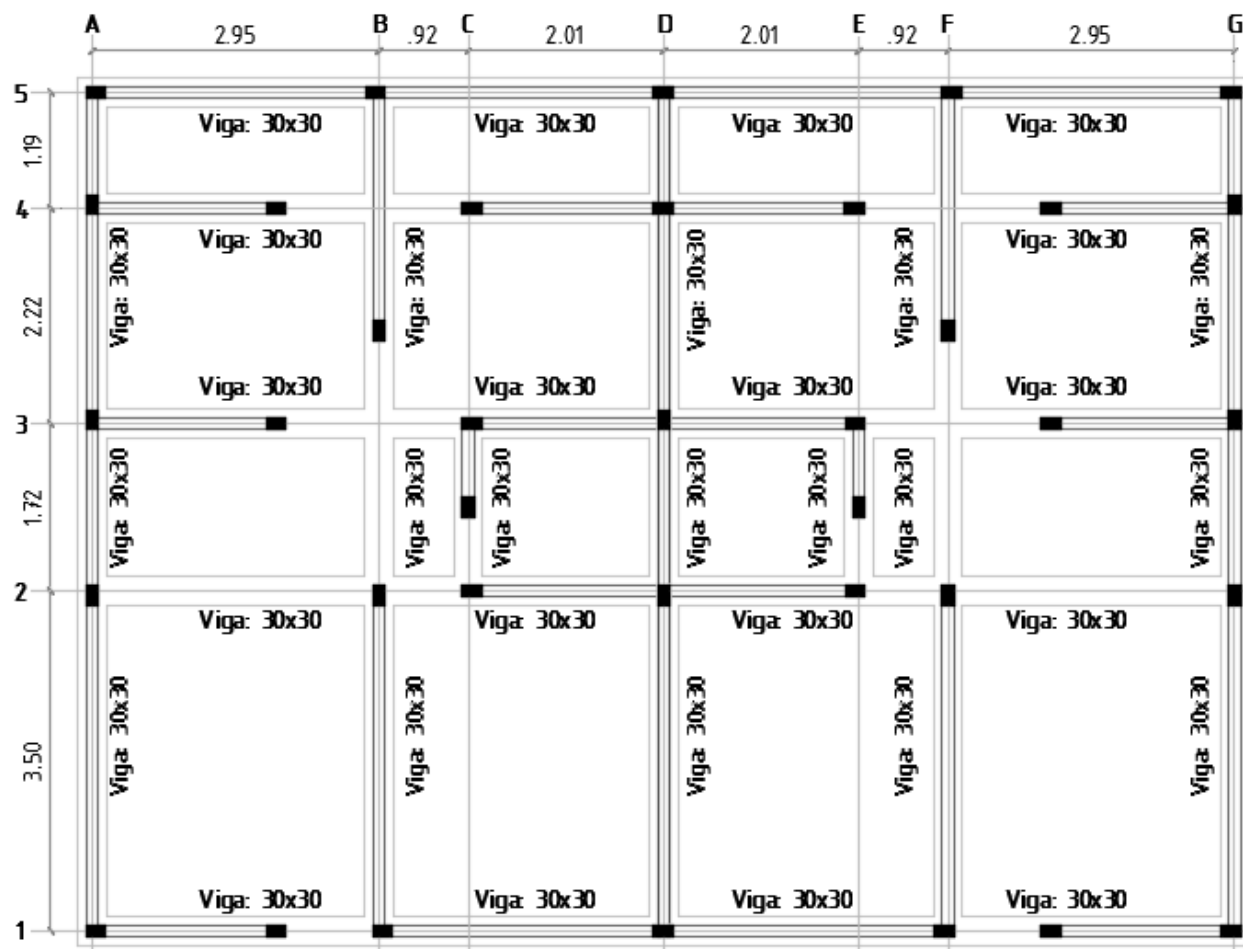 A B C D E F G
2.95 .92 2.01 2.01 .92 2.95
5
Viga: 30x30 Viga: 30x30 Viga: 30x30 Viga: 30x30
1.19
4
Viga: 30x30 Viga: 30x30
Viga: 30x30 Viga: 30x30 Viga: 30x30 Viga: 30x30 Viga: 30x30
2.22
Viga: 30x30 Viga: 30x30 Viga: 30x30 Viga: 30x30
3
Viga: 30x30 Viga: 30x30 Viga: 30x30 Viga: 30x30 Viga: 30x30 Viga: 30x30 Viga: 30x30
1.72
2
Viga: 30x30 Viga: 30x30 Viga: 30x30 Viga: 30x30
Viga: 30x30 Viga: 30x30 Viga: 30x30 Viga: 30x30 Viga: 30x30
3.50
Viga: 30x30 Viga: 30x30 Viga: 30x30 Viga: 30x30
1